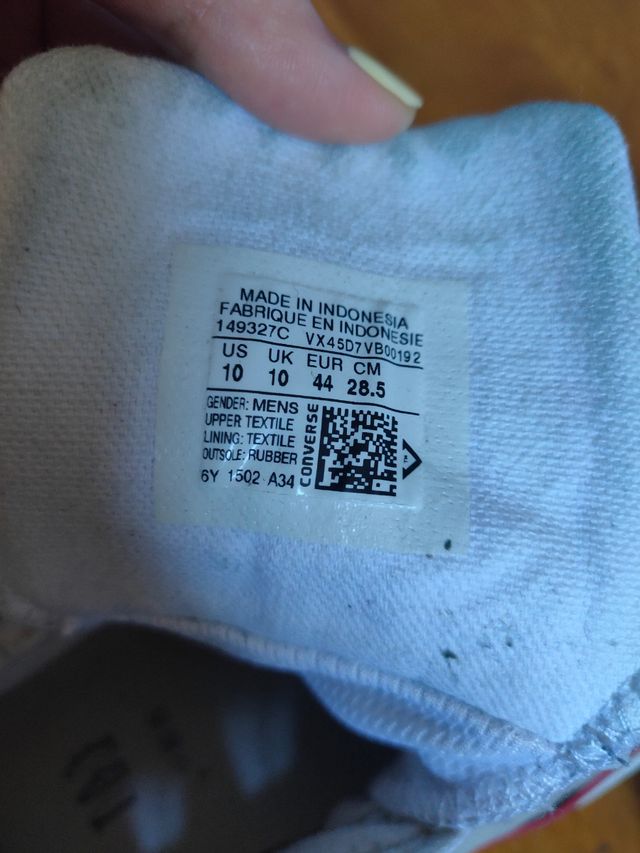 MADE IN INDONESIA
FABRIQUE EN INDONESIE
149327C VX45D7VB00192
US UK EUR CM
10 10 44 28.5
GENDER: MENS
UPPER TEXTILE
LINING: TEXTILE
OUTSOLE: RUBBER
6Y 1502 A34
CONVERSE